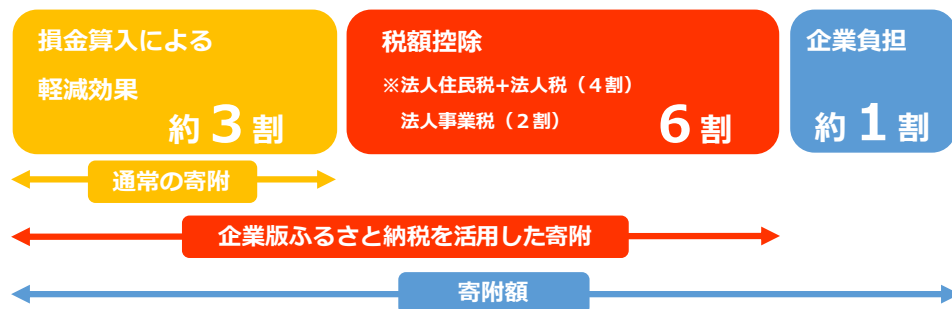 損金算入による
軽減効果
約3割
税額控除
※法人住民税+法人税（４割）
法人事業税（２割）
6割
企業負担
約1割
通常の寄附
企業版ふるさと納税を活用した寄附
寄附額